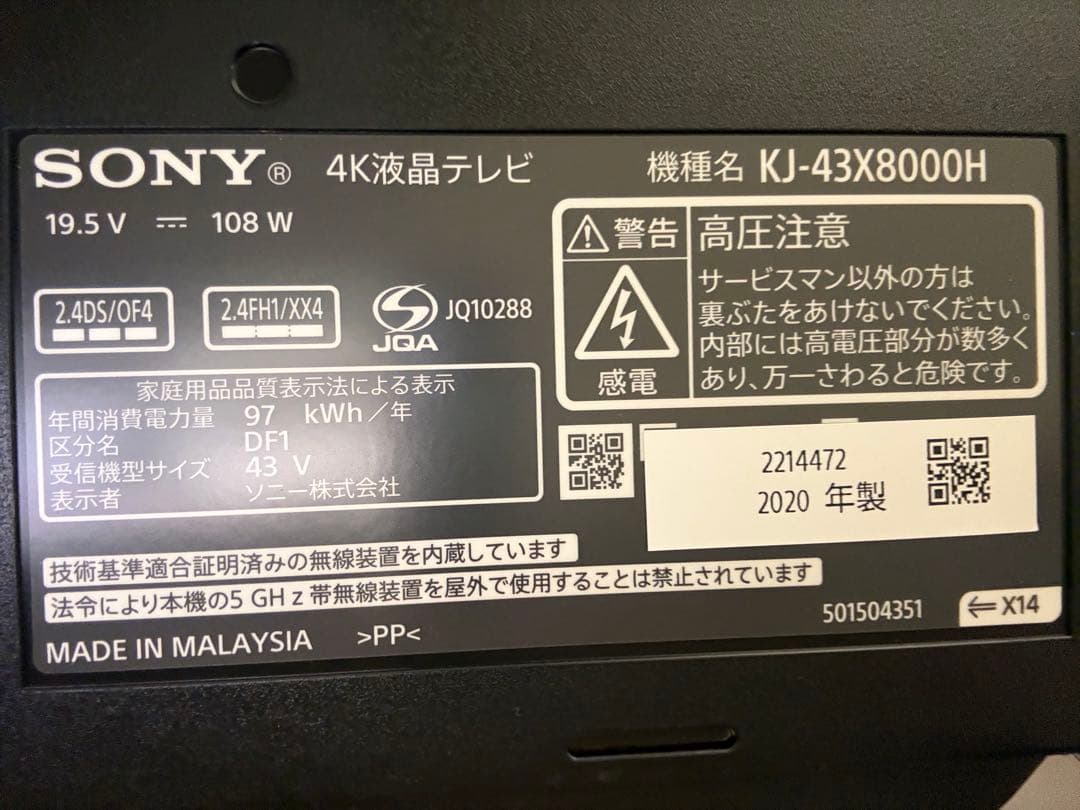 SONY® 4K液晶テレビ 機種名 KJ-43X8000H
19.5 V ⎓ 108 W
2.4DS/OF4
2.4FH1/XX4
JQA JQ10288
警告 高圧注意
サービスマン以外の方は
裏ぶたをあけないでください。
内部には高電圧部分が数多く
あり、万一さわると危険です。
感電
家庭用品品質表示法による表示
年間消費電力量 97 kWh/年
区分名 DF1
受信機型サイズ 43 V
表示者 ソニー株式会社
2214472
2020 年製
技術基準適合証明済みの無線装置を内蔵しています
法令により本機の5 GHz帯無線装置を屋外で使用することは禁止されています
501504351
⇐X14
MADE IN MALAYSIA >PP<